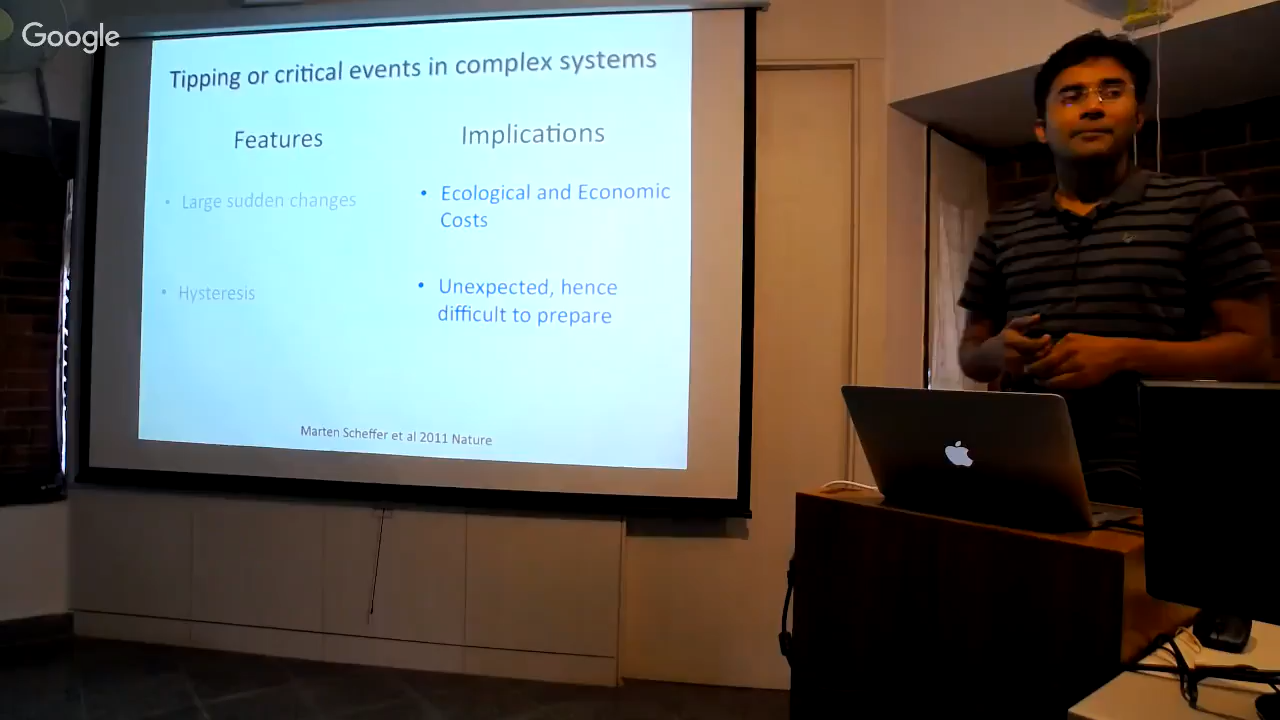 Google
Tipping or critical events in complex systems
Features
Implications
• Large sudden changes
• Ecological and Economic
Costs
• Hysteresis
• Unexpected, hence
difficult to prepare
Marten Scheffer et al 2011 Nature